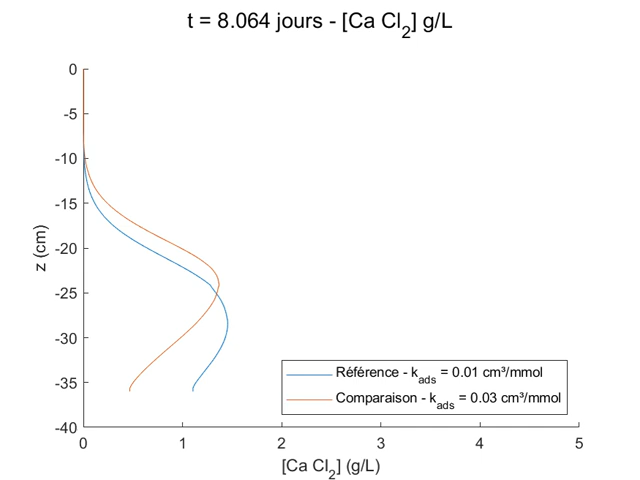 t = 8.064 jours - [Ca Cl2] g/L
0
-5
-10
-15
-20
-25
-30
-35
-40
z (cm)
Référence - kads = 0.01 cm³/mmol
Comparaison - kads = 0.03 cm³/mmol
0 1 2 3 4 5
[Ca Cl2] (g/L)